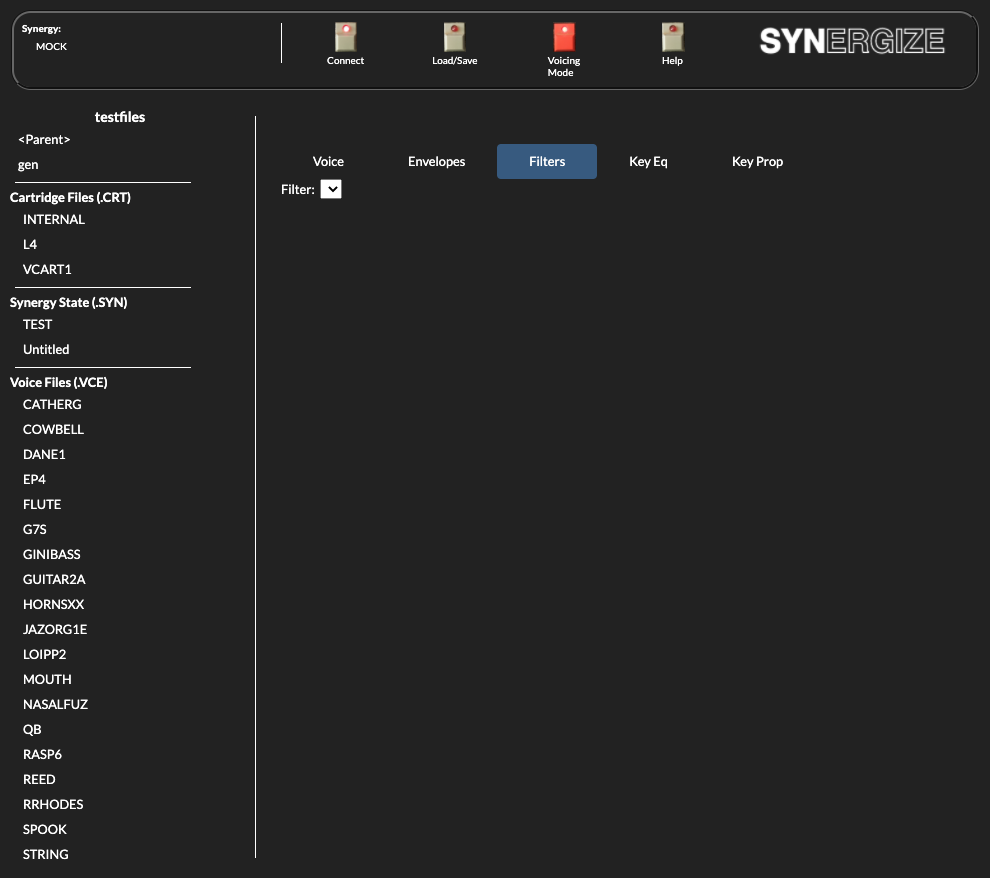 Synergy:
MOCK
Connect
Load/Save
Voicing
Mode
Help
SYNERGIZE
testfiles
<Parent>
gen
Cartridge Files (.CRT)
INTERNAL
L4
VCART1
Synergy State (.SYN)
TEST
Untitled
Voice Files (.VCE)
CATHERG
COWBELL
DANE1
EP4
FLUTE
G7S
GINIBASS
GUITAR2A
HORNSXX
JAZORG1E
LOIPP2
MOUTH
NASALFUZ
QB
RASP6
REED
RRHODES
SPOOK
STRING
Voice Envelopes Filters Key Eq Key Prop
Filter: